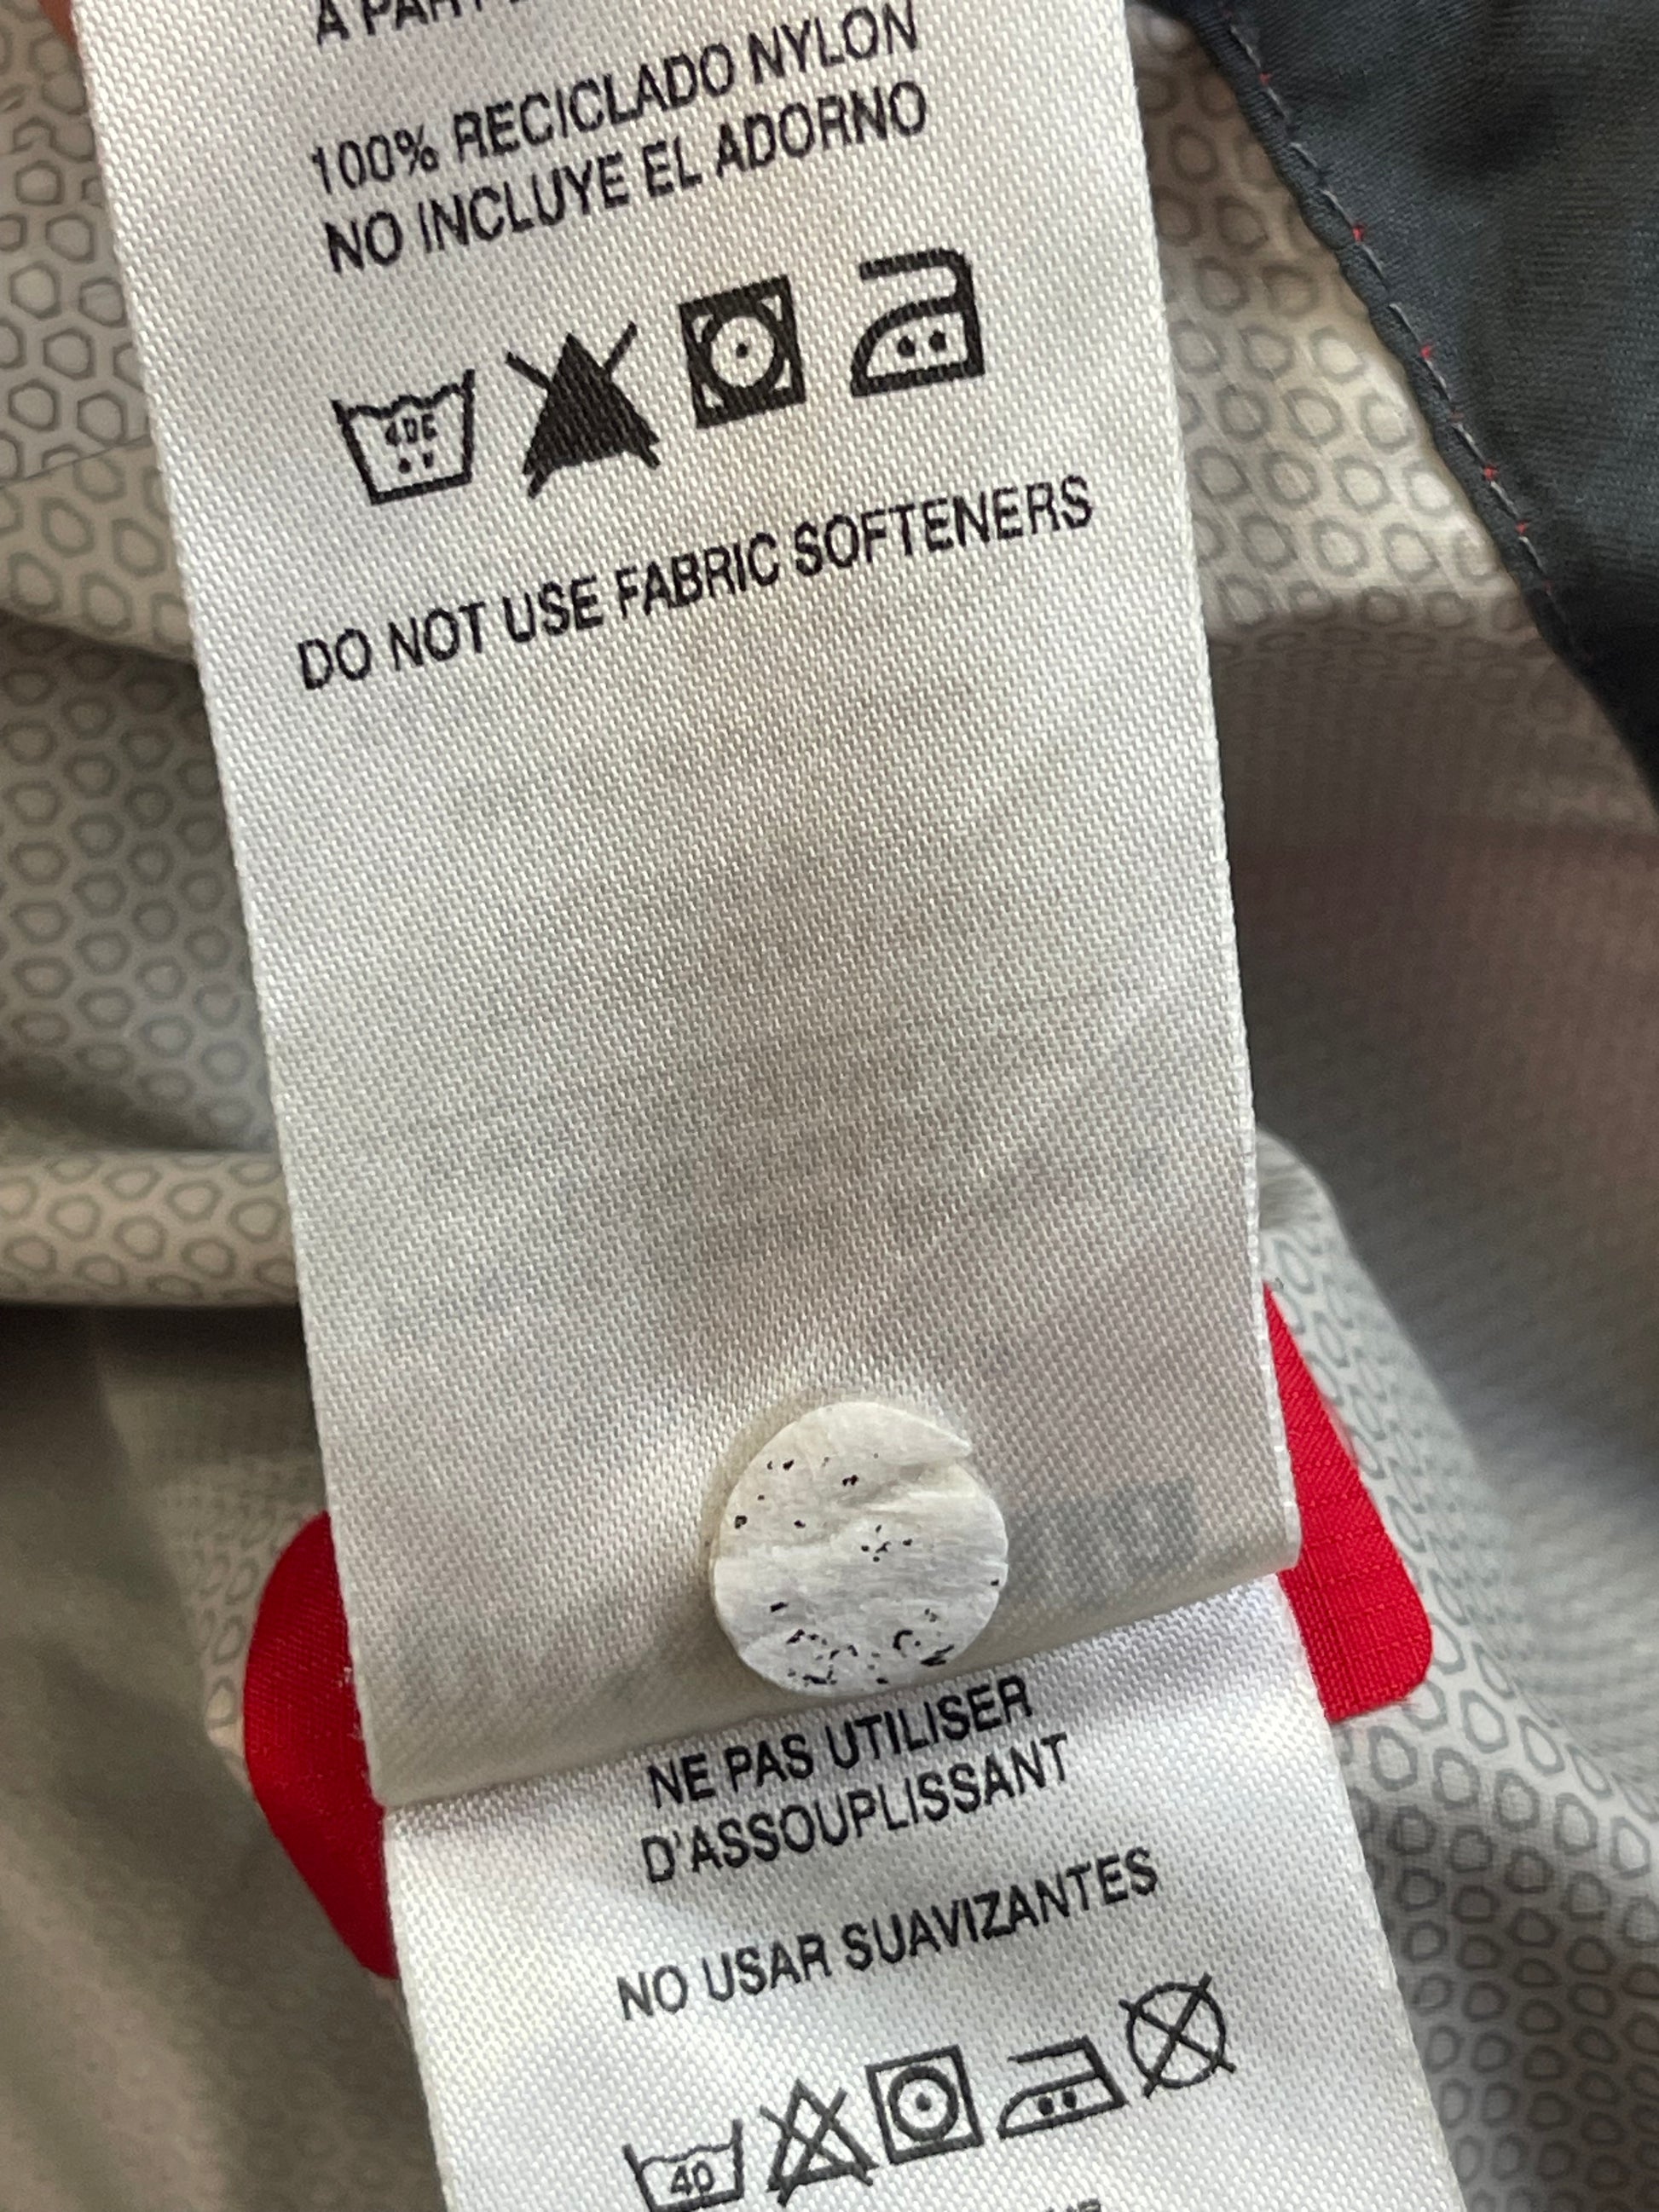 100% RECICLADO NYLON
NO INCLUYE EL ADORNO
DO NOT USE FABRIC SOFTENERS
NE PAS UTILISER
D'ASSOUPLISSANT
NO USAR SUAVIZANTES
40